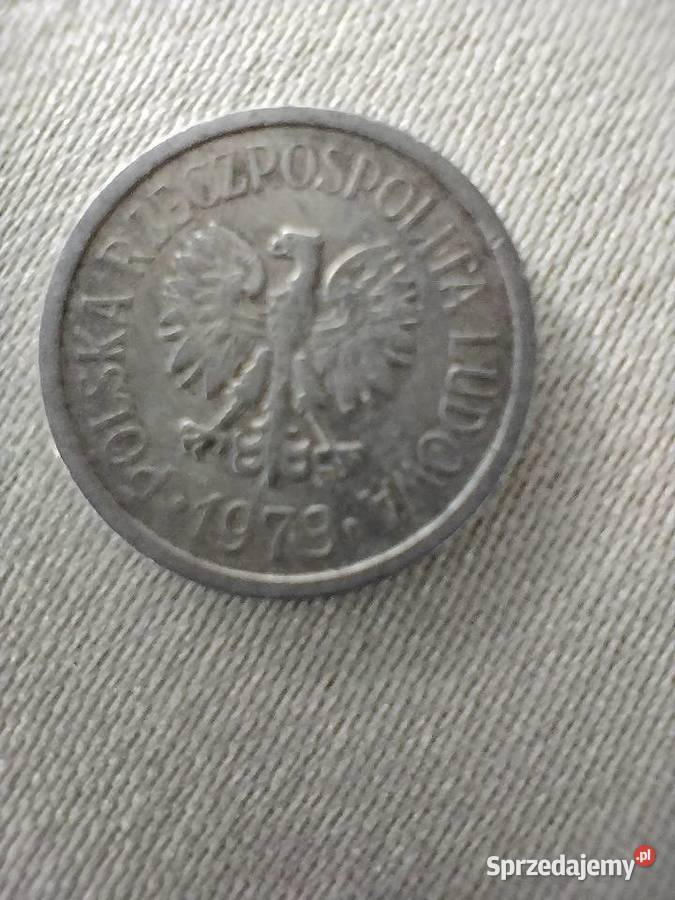 POLSKA RZECZPOSPOLITA LUDOWA
1973
Sprzedajemy.pl